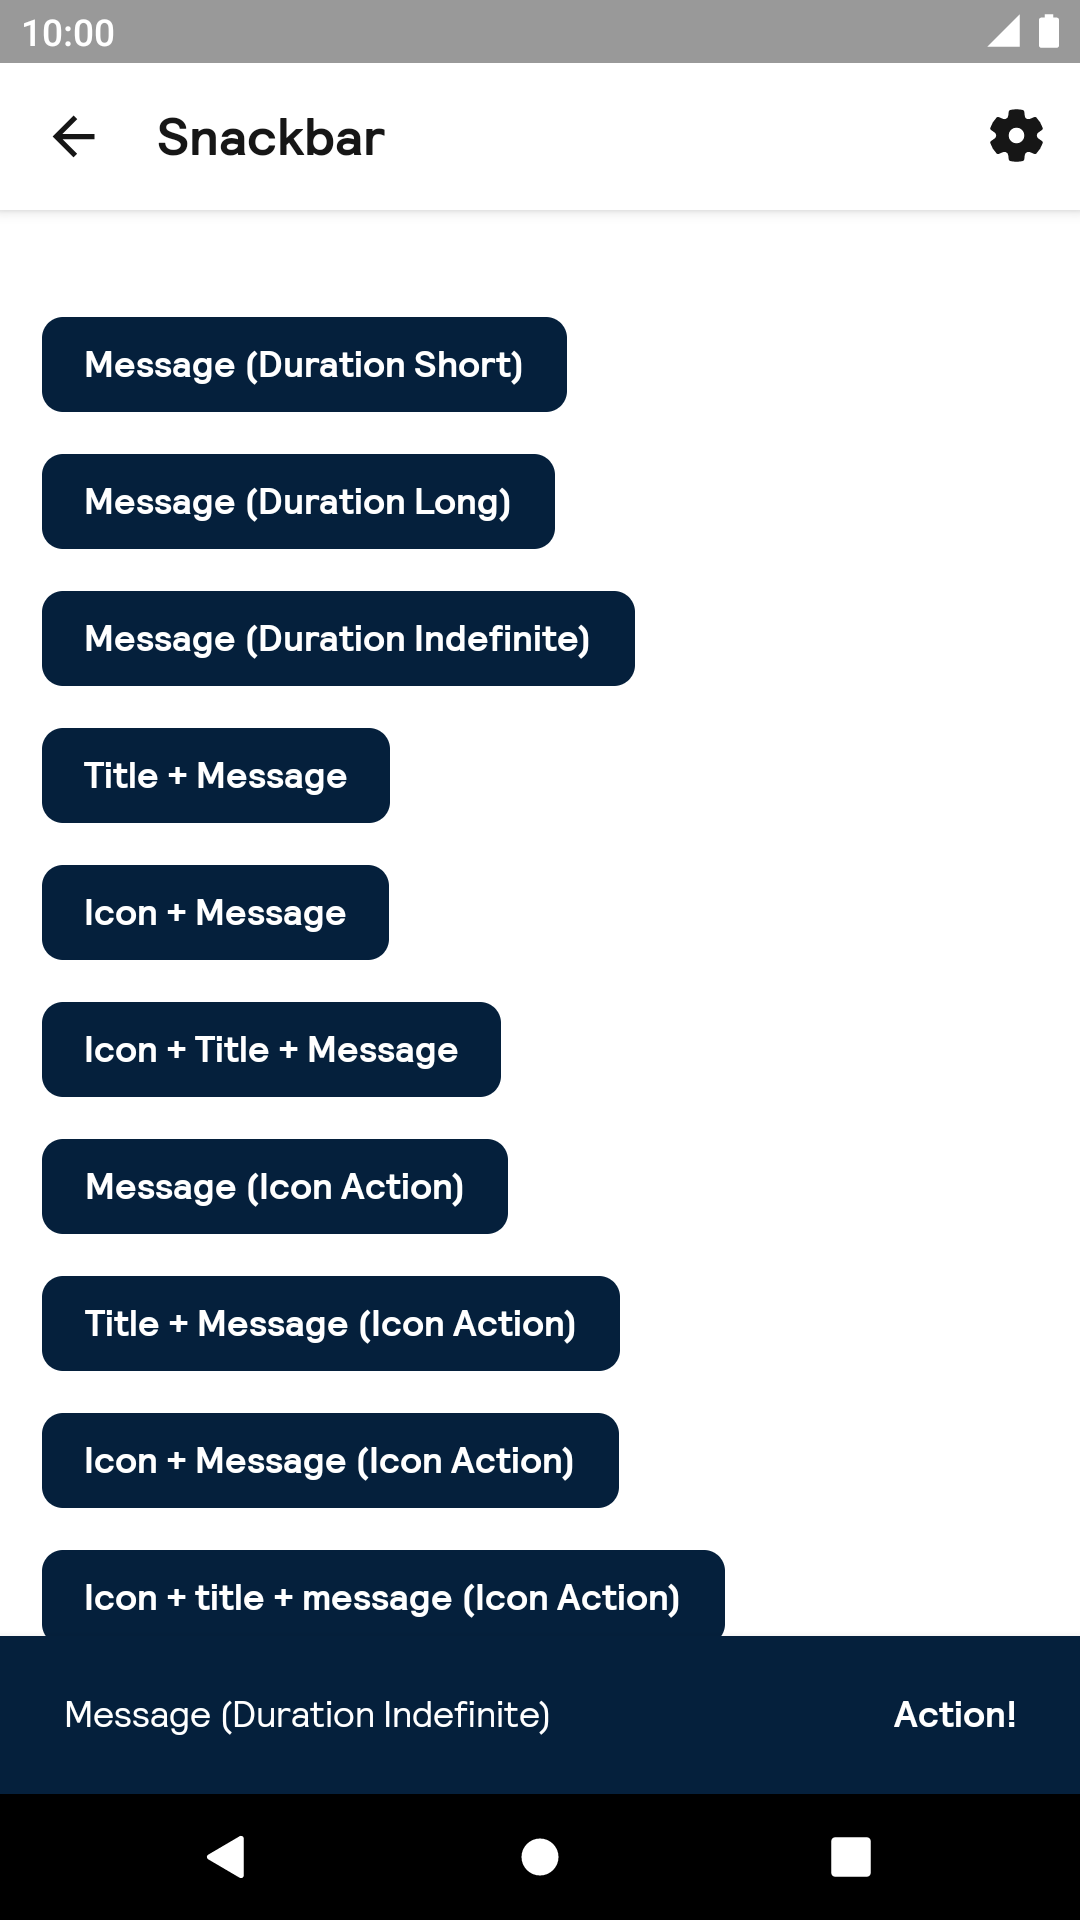 10:00
Snackbar
Message (Duration Short)
Message (Duration Long)
Message (Duration Indefinite)
Title + Message
Icon + Message
Icon + Title + Message
Message (Icon Action)
Title + Message (Icon Action)
Icon + Message (Icon Action)
Icon + title + message (Icon Action)
Message (Duration Indefinite) Action!